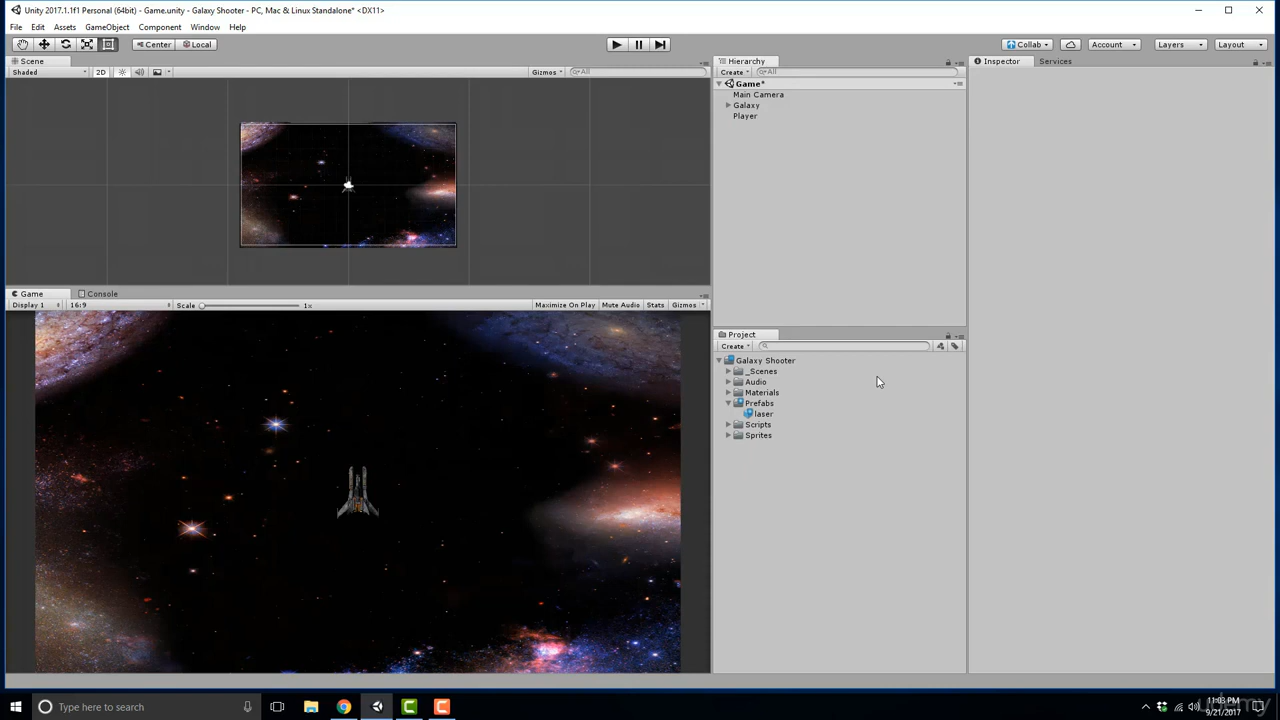 Unity 2017.1.1f1 Personal (64bit) - Game.unity - Galaxy Shooter - PC, Mac & Linux Standalone* <DX11>
File Edit Assets GameObject Component Window Help
Center Local Collab Account Layers Layout
Scene
Shaded 2D Gizmos All
Hierarchy
Create All
Game*
Main Camera
Galaxy
Player
Inspector Services
Game Console
Display 1 16:9 Scale 1x Maximize On Play Mute Audio Stats Gizmos
Project
Create
Galaxy Shooter
_Scenes
Audio
Materials
Prefabs
laser
Scripts
Sprites
Type here to search
11:03 PM
9/21/2017
udemy